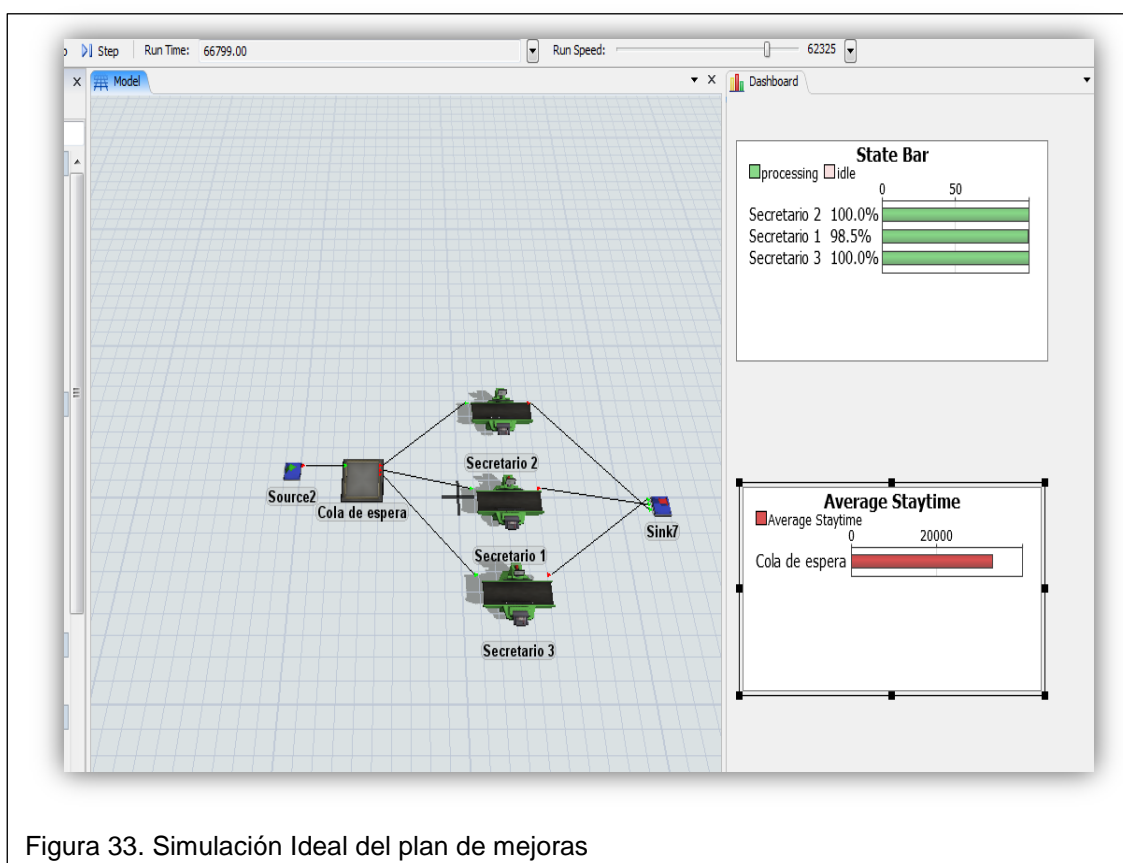 Step Run Time: 66799.00 Run Speed: 62325
X Model X Dashboard
State Bar
processing idle
0 50
Secretario 2 100.0%
Secretario 1 98.5%
Secretario 3 100.0%
Secretario 2
Source2
Cola de espera
Sink7
Secretario 1
Secretario 3
Average Staytime
Average Staytime
0 20000
Cola de espera
Figura 33. Simulación Ideal del plan de mejoras